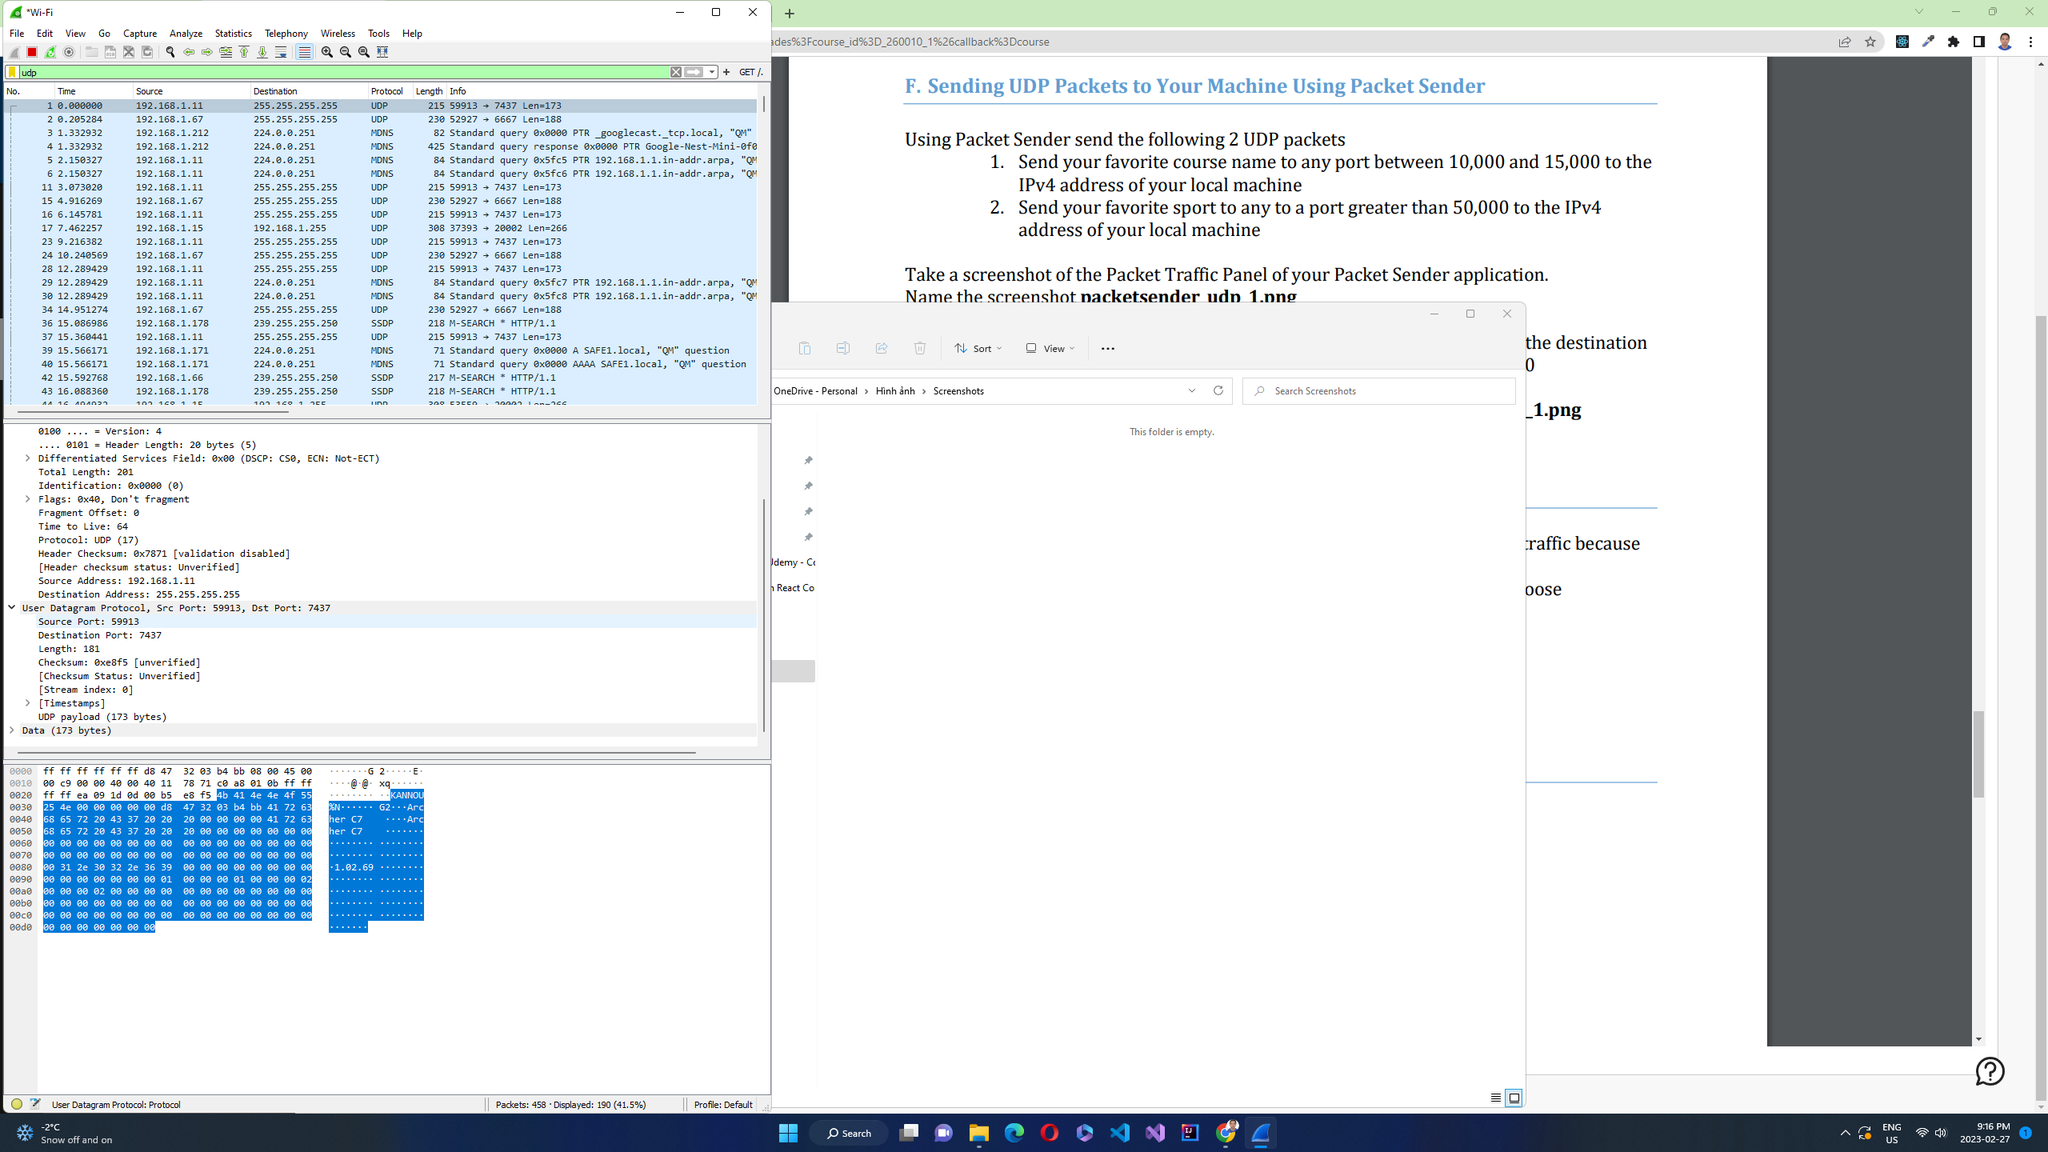 *Wi-Fi
File Edit View Go Capture Analyze Statistics Telephony Wireless Tools Help
udp
GET /.
No. Time Source Destination Protocol Length Info
1 0.000000 192.168.1.11 255.255.255.255 UDP 215 59913 → 7437 Len=173
2 0.205284 192.168.1.67 255.255.255.255 UDP 230 52927 → 6667 Len=188
3 1.332932 192.168.1.212 224.0.0.251 MDNS 82 Standard query 0x0000 PTR _googlecast._tcp.local, "QM"
4 1.332932 192.168.1.212 224.0.0.251 MDNS 425 Standard query response 0x0000 PTR Google-Nest-Mini-0f0
5 2.150327 192.168.1.11 224.0.0.251 MDNS 84 Standard query 0x5fc5 PTR 192.168.1.1.in-addr.arpa, "QM
6 2.150327 192.168.1.11 224.0.0.251 MDNS 84 Standard query 0x5fc6 PTR 192.168.1.1.in-addr.arpa, "QM
11 3.073020 192.168.1.11 255.255.255.255 UDP 215 59913 → 7437 Len=173
15 4.916269 192.168.1.67 255.255.255.255 UDP 230 52927 → 6667 Len=188
16 6.145781 192.168.1.11 255.255.255.255 UDP 215 59913 → 7437 Len=173
17 7.462257 192.168.1.15 192.168.1.255 UDP 308 37393 → 20002 Len=266
23 9.216382 192.168.1.11 255.255.255.255 UDP 215 59913 → 7437 Len=173
24 10.240569 192.168.1.67 255.255.255.255 UDP 230 52927 → 6667 Len=188
28 12.289429 192.168.1.11 255.255.255.255 UDP 215 59913 → 7437 Len=173
29 12.289429 192.168.1.11 224.0.0.251 MDNS 84 Standard query 0x5fc7 PTR 192.168.1.1.in-addr.arpa, "QM
30 12.289429 192.168.1.11 224.0.0.251 MDNS 84 Standard query 0x5fc8 PTR 192.168.1.1.in-addr.arpa, "QM
34 14.951274 192.168.1.67 255.255.255.255 UDP 230 52927 → 6667 Len=188
36 15.086986 192.168.1.178 239.255.255.250 SSDP 218 M-SEARCH * HTTP/1.1
37 15.360441 192.168.1.11 255.255.255.255 UDP 215 59913 → 7437 Len=173
39 15.566171 192.168.1.171 224.0.0.251 MDNS 71 Standard query 0x0000 A SAFE1.local, "QM" question
40 15.566171 192.168.1.171 224.0.0.251 MDNS 71 Standard query 0x0000 AAAA SAFE1.local, "QM" question
42 15.592768 192.168.1.66 239.255.255.250 SSDP 217 M-SEARCH * HTTP/1.1
43 16.088360 192.168.1.178 239.255.255.250 SSDP 218 M-SEARCH * HTTP/1.1
0100 .... = Version: 4
.... 0101 = Header Length: 20 bytes (5)
Differentiated Services Field: 0x00 (DSCP: CS0, ECN: Not-ECT)
Total Length: 201
Identification: 0x0000 (0)
Flags: 0x40, Don't fragment
Fragment Offset: 0
Time to Live: 64
Protocol: UDP (17)
Header Checksum: 0x7871 [validation disabled]
[Header checksum status: Unverified]
Source Address: 192.168.1.11
Destination Address: 255.255.255.255
User Datagram Protocol, Src Port: 59913, Dst Port: 7437
Source Port: 59913
Destination Port: 7437
Length: 181
Checksum: 0xe8f5 [unverified]
[Checksum Status: Unverified]
[Stream index: 0]
[Timestamps]
UDP payload (173 bytes)
Data (173 bytes)
0000 ff ff ff ff ff ff d8 47 32 03 b4 bb 08 00 45 00 ·······G 2·····E·
0010 00 c9 00 00 40 00 40 11 78 71 c0 a8 01 0b ff ff ····@·@· xq······
0020 ff ff ea 09 1d 0d 00 b5 e8 f5 4b 41 4e 4e 4f 55 ········ ··KANNOU
0030 25 4e 00 00 00 00 00 d8 47 32 03 b4 bb 41 72 63 %N······ G2···Arc
0040 68 65 72 20 43 37 20 20 20 00 00 00 00 41 72 63 her C7 ····Arc
0050 68 65 72 20 43 37 20 20 20 00 00 00 00 00 00 00 her C7 ·······
0060 00 00 00 00 00 00 00 00 00 00 00 00 00 00 00 00 ········ ········
0070 00 00 00 00 00 00 00 00 00 00 00 00 00 00 00 00 ········ ········
0080 00 31 2e 30 32 2e 36 39 00 00 00 00 00 00 00 00 ·1.02.69 ········
0090 00 00 00 00 00 00 00 01 00 00 00 01 00 00 00 02 ········ ········
00a0 00 00 00 02 00 00 00 00 00 00 00 00 00 00 00 00 ········ ········
00b0 00 00 00 00 00 00 00 00 00 00 00 00 00 00 00 00 ········ ········
00c0 00 00 00 00 00 00 00 00 00 00 00 00 00 00 00 00 ········ ········
00d0 00 00 00 00 00 00 00 ·······
User Datagram Protocol: Protocol
Packets: 458 · Displayed: 190 (41.5%)
Profile: Default
ades%3Fcourse_id%3D_260010_1%26callback%3Dcourse
F. Sending UDP Packets to Your Machine Using Packet Sender
Using Packet Sender send the following 2 UDP packets
1. Send your favorite course name to any port between 10,000 and 15,000 to the
IPv4 address of your local machine
2. Send your favorite sport to any to a port greater than 50,000 to the IPv4
address of your local machine
Take a screenshot of the Packet Traffic Panel of your Packet Sender application.
Name the screenshot packetsender_udp_1.png
the destination
0
_1.png
traffic because
oose
Sort
View
OneDrive - Personal › Hình ảnh › Screenshots
Search Screenshots
This folder is empty.
Udemy - Co
n React Co
-2°C
Snow off and on
Search
ENG
US
9:16 PM
2023-02-27
1